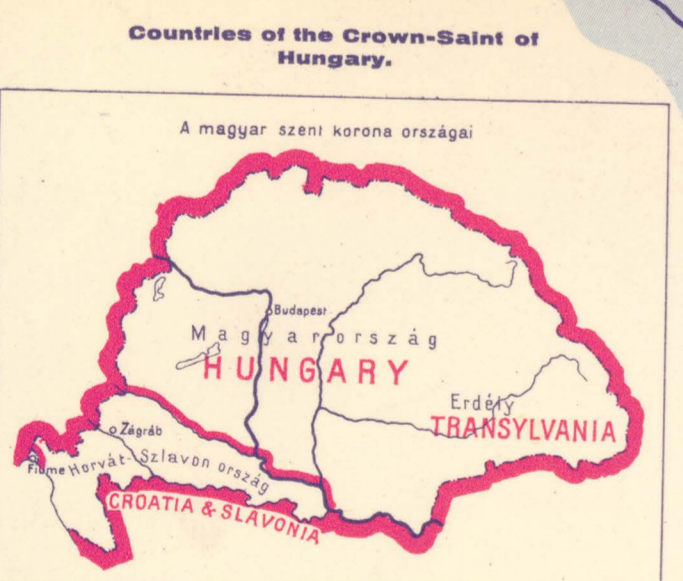 Countries of the Crown-Saint of
Hungary.
A magyar szent korona országai
Budapest
Magyarország
HUNGARY
Erdély
TRANSYLVANIA
Zágráb
Fiume
Horvát-Szlavon ország
CROATIA & SLAVONIA